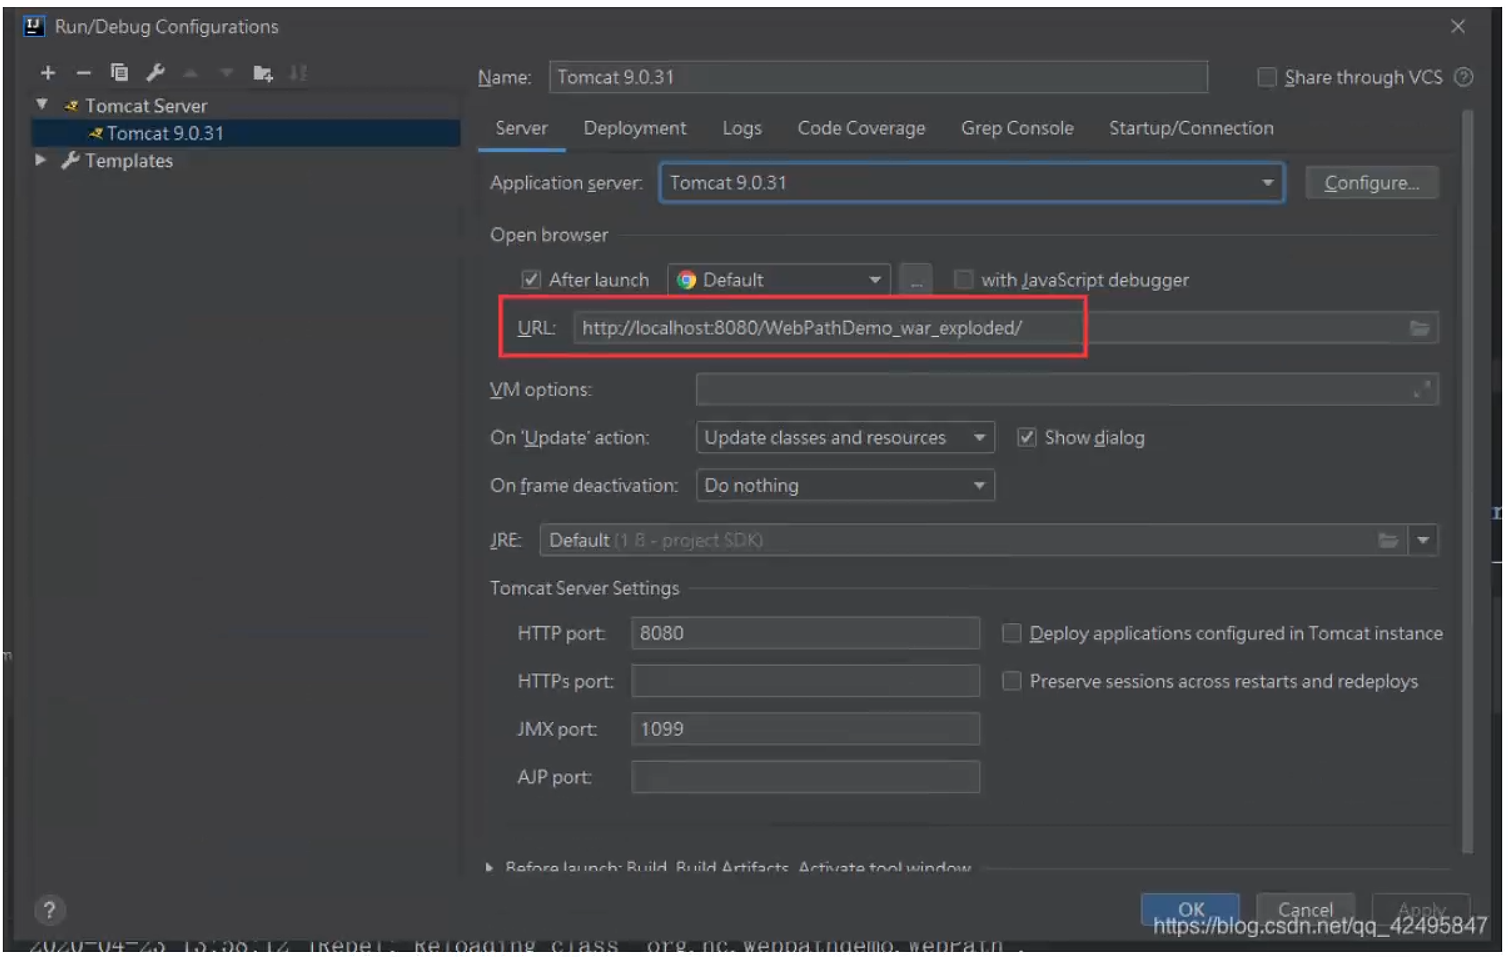 Run/Debug Configurations
Name: Tomcat 9.0.31 Share through VCS
Tomcat Server
Tomcat 9.0.31
Templates
Server Deployment Logs Code Coverage Grep Console Startup/Connection
Application server: Tomcat 9.0.31 Configure...
Open browser
After launch Default ... with JavaScript debugger
URL: http://localhost:8080/WebPathDemo_war_exploded/
VM options:
On 'Update' action: Update classes and resources Show dialog
On frame deactivation: Do nothing
JRE: Default (1.8 - project SDK)
Tomcat Server Settings
HTTP port: 8080 Deploy applications configured in Tomcat instance
HTTPs port: Preserve sessions across restarts and redeploys
JMX port: 1099
AJP port:
Before launch: Build, Build Artifacts, Activate tool window
? OK Cancel Apply
https://blog.csdn.net/qq_42495847
2020-04-23 13:58:12 JRebel: Reloading class 'org.nc.webpathdemo.WebPath'.